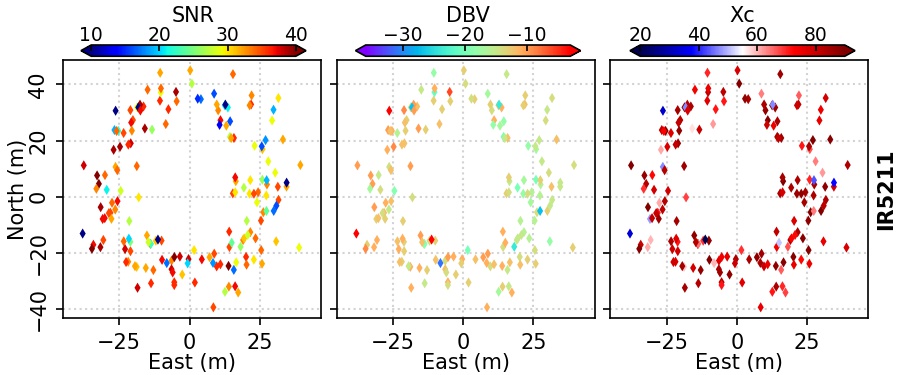 SNR DBV Xc
10 20 30 40 −30 −20 −10 20 40 60 80
40
20
0
−20
−40
North (m)
−25 0 25 −25 0 25 −25 0 25
East (m) East (m) East (m)
IR5211